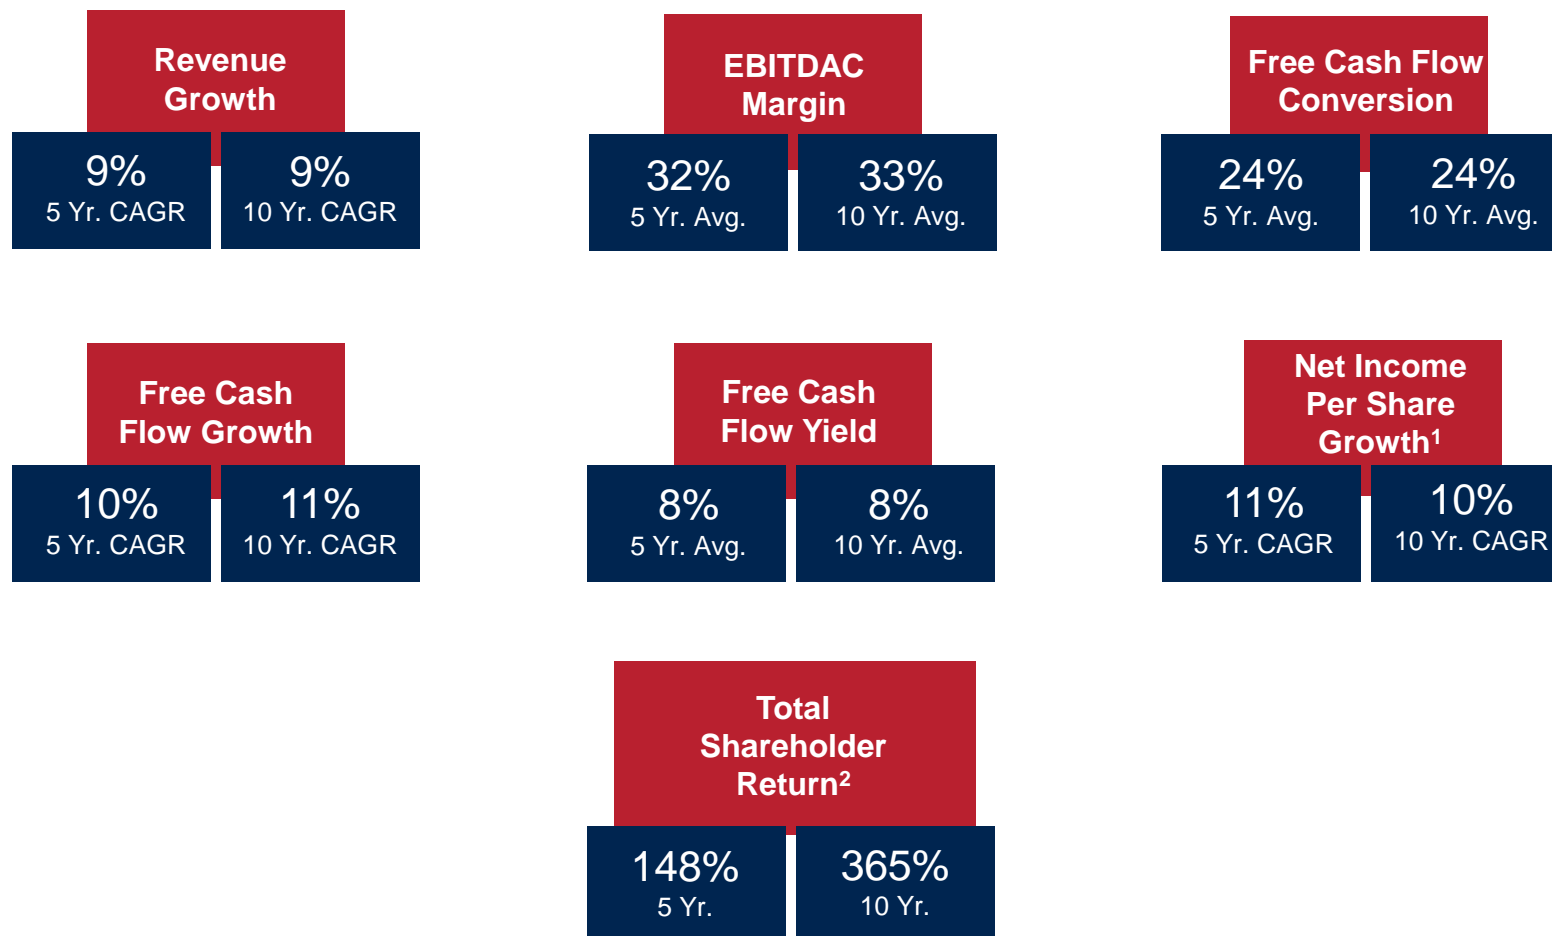 Revenue
Growth
9%
5 Yr. CAGR
9%
10 Yr. CAGR
EBITDAC
Margin
32%
5 Yr. Avg.
33%
10 Yr. Avg.
Free Cash Flow
Conversion
24%
5 Yr. Avg.
24%
10 Yr. Avg.
Free Cash
Flow Growth
10%
5 Yr. CAGR
11%
10 Yr. CAGR
Free Cash
Flow Yield
8%
5 Yr. Avg.
8%
10 Yr. Avg.
Net Income
Per Share
Growth¹
11%
5 Yr. CAGR
10%
10 Yr. CAGR
Total
Shareholder
Return²
148%
5 Yr.
365%
10 Yr.